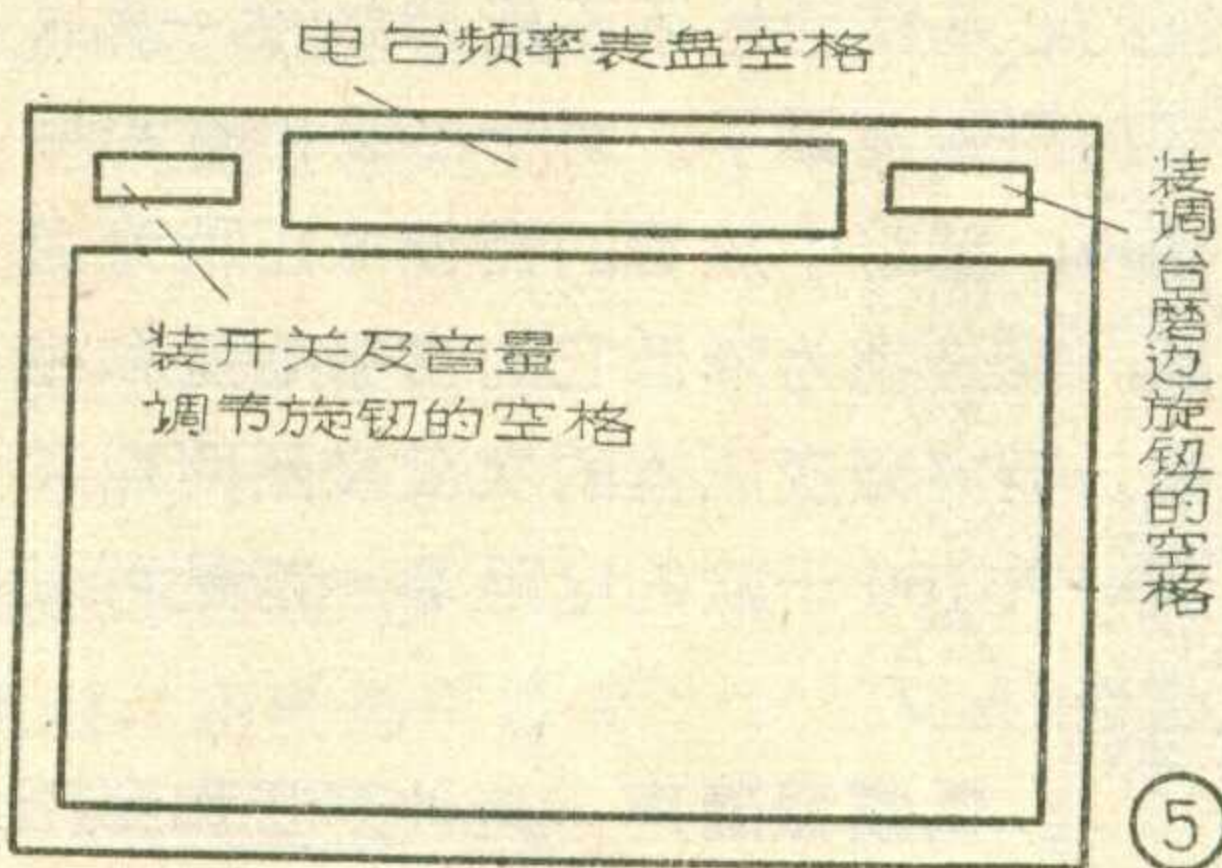 电台频率表盘空格
装开关及音量
调节旋钮的空格
装调台磨边旋钮的空格
⑤